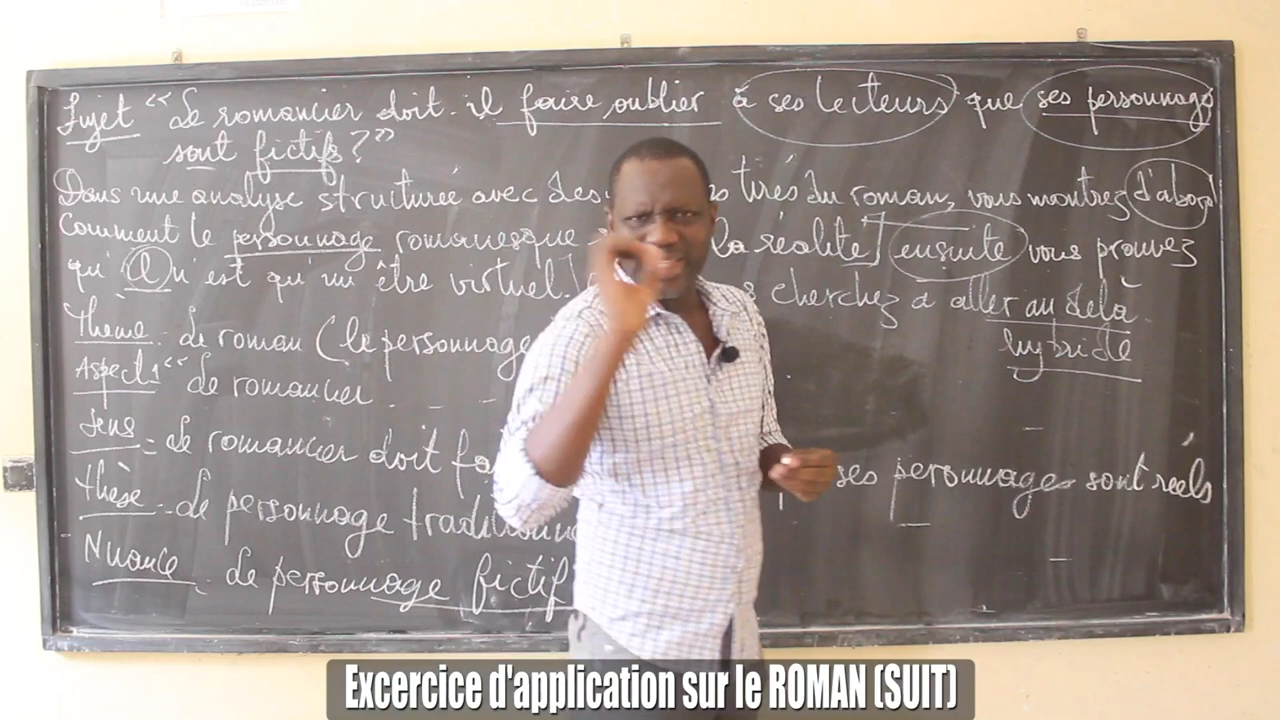 Sujet " Le romancier doit-il faire oublier à ses lecteurs que ses personnages
sont fictifs ? "
Dans une analyse structurée avec des tirés du roman, vous montrez d'abord
Comment le personnage romanesque la réalité] ensuite vous prouvez
qu' il n'est qu'un être virtuel.] cherchez à aller au delà
hybride
Thème . Le roman ( le personnage
Aspect1. " Le romancier - - -
Sens - Le romancier doit ses personnages sont réels
Thèse . Le personnage
Nuance . Le personnage fictif
Excercice d'application sur le ROMAN (SUIT)